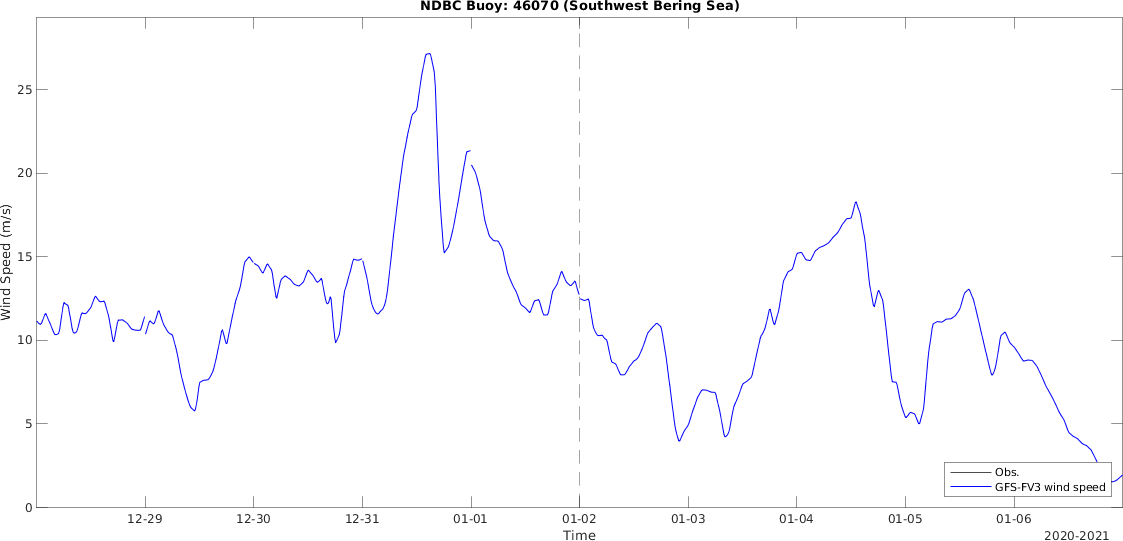 NDBC Buoy: 46070 (Southwest Bering Sea)
Wind Speed (m/s)
25
20
15
10
5
0
12-29 12-30 12-31 01-01 01-02 01-03 01-04 01-05 01-06
Time
2020-2021
Obs.
GFS-FV3 wind speed